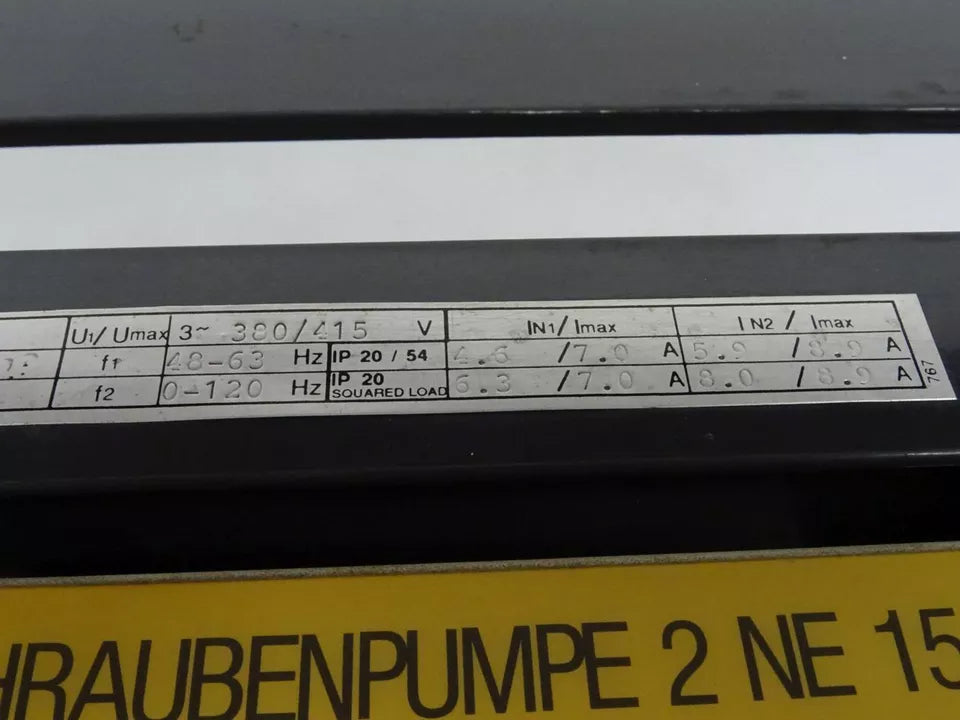 U1/Umax 3~ 380/415 V IN1/Imax IN2/Imax
f1 48-63 Hz IP 20/54 4.6/7.0 A 5.9/8.9 A
f2 0-120 Hz IP 20 SQUARED LOAD 6.3/7.0 A 8.0/8.9 A
767
HRAUBENPUMPE 2 NE 15